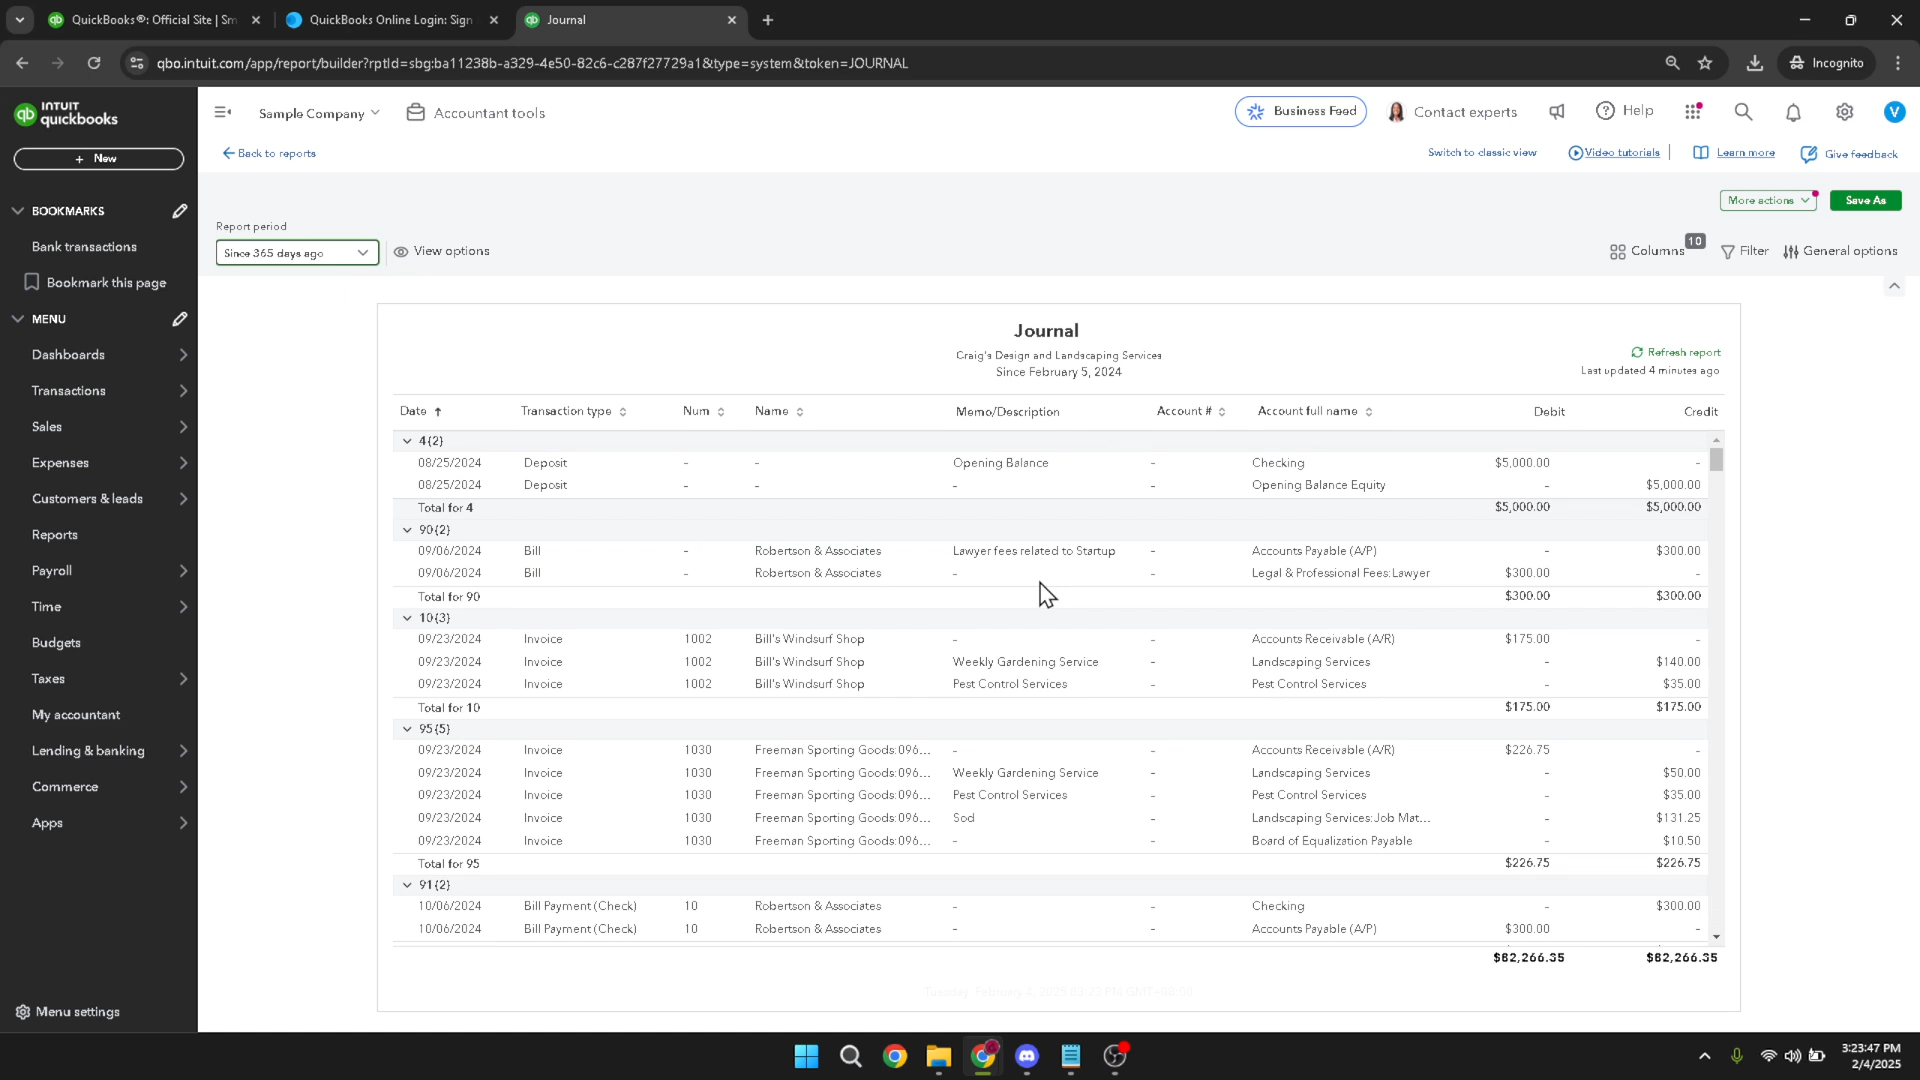 QuickBooks®: Official Site | Sm
QuickBooks Online Login: Sign
Journal
qbo.intuit.com/app/report/builder?rptId=sbg:ba11238b-a329-4e50-82c6-c287f27729a1&type=system&token=JOURNAL
Incognito
INTUIT
quickbooks
Sample Company
Accountant tools
Business Feed
Contact experts
Help
V
+ New
Back to reports
Switch to classic view
Video tutorials
Learn more
Give feedback
BOOKMARKS
Bank transactions
Bookmark this page
MENU
Dashboards
Transactions
Sales
Expenses
Customers & leads
Reports
Payroll
Time
Budgets
Taxes
My accountant
Lending & banking
Commerce
Apps
Menu settings
More actions
Save As
Report period
Since 365 days ago
View options
Columns 10
Filter
General options
Journal
Craig's Design and Landscaping Services
Since February 5, 2024
Refresh report
Last updated 4 minutes ago
Date Transaction type Num Name Memo/Description Account # Account full name Debit Credit
4{2}
08/25/2024 Deposit - - Opening Balance - Checking $5,000.00 -
08/25/2024 Deposit - - - - Opening Balance Equity - $5,000.00
Total for 4 $5,000.00 $5,000.00
90{2}
09/06/2024 Bill - Robertson & Associates Lawyer fees related to Startup - Accounts Payable (A/P) - $300.00
09/06/2024 Bill - Robertson & Associates - - Legal & Professional Fees:Lawyer $300.00 -
Total for 90 $300.00 $300.00
10{3}
09/23/2024 Invoice 1002 Bill's Windsurf Shop - - Accounts Receivable (A/R) $175.00 -
09/23/2024 Invoice 1002 Bill's Windsurf Shop Weekly Gardening Service - Landscaping Services - $140.00
09/23/2024 Invoice 1002 Bill's Windsurf Shop Pest Control Services - Pest Control Services - $35.00
Total for 10 $175.00 $175.00
95{5}
09/23/2024 Invoice 1030 Freeman Sporting Goods:096... - - Accounts Receivable (A/R) $226.75 -
09/23/2024 Invoice 1030 Freeman Sporting Goods:096... Weekly Gardening Service - Landscaping Services - $50.00
09/23/2024 Invoice 1030 Freeman Sporting Goods:096... Pest Control Services - Pest Control Services - $35.00
09/23/2024 Invoice 1030 Freeman Sporting Goods:096... Sod - Landscaping Services:Job Mat... - $131.25
09/23/2024 Invoice 1030 Freeman Sporting Goods:096... - - Board of Equalization Payable - $10.50
Total for 95 $226.75 $226.75
91{2}
10/06/2024 Bill Payment (Check) 10 Robertson & Associates - - Checking - $300.00
10/06/2024 Bill Payment (Check) 10 Robertson & Associates - - Accounts Payable (A/P) $300.00 -
$82,266.35 $82,266.35
3:23:47 PM
2/4/2025